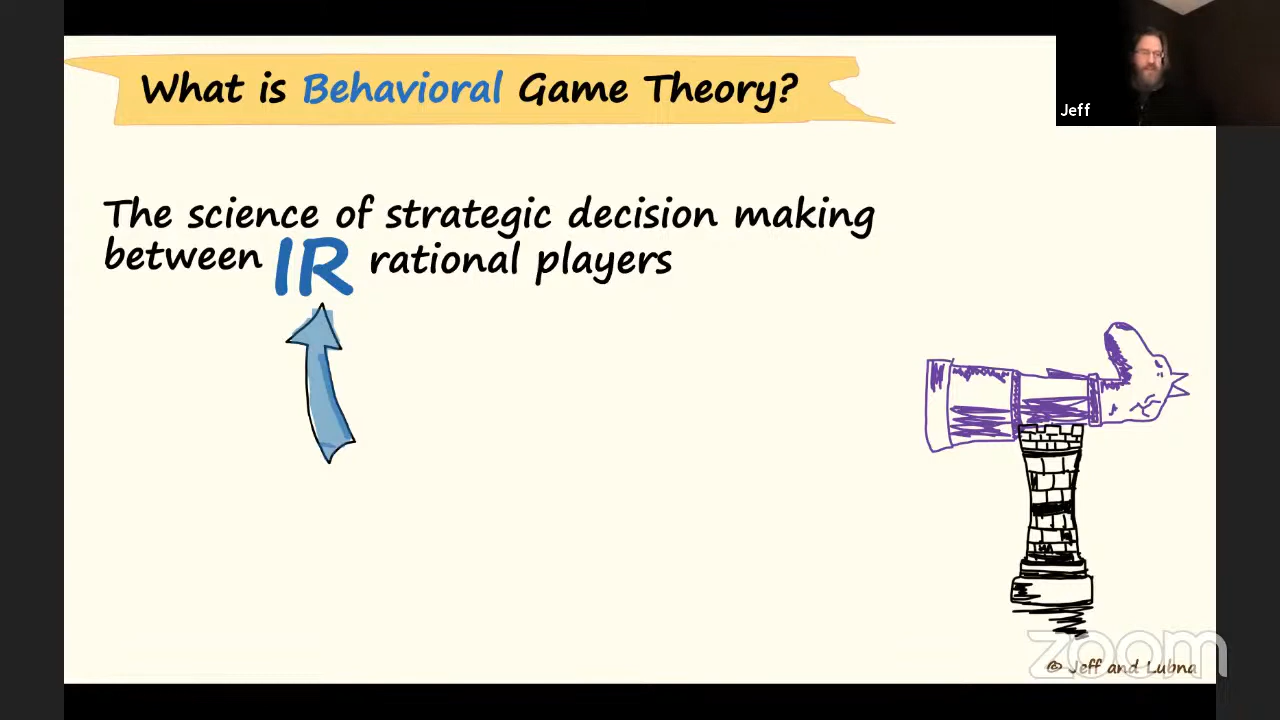 What is Behavioral Game Theory?
Jeff
The science of strategic decision making
between IR rational players
zoom
© Jeff and Lubna